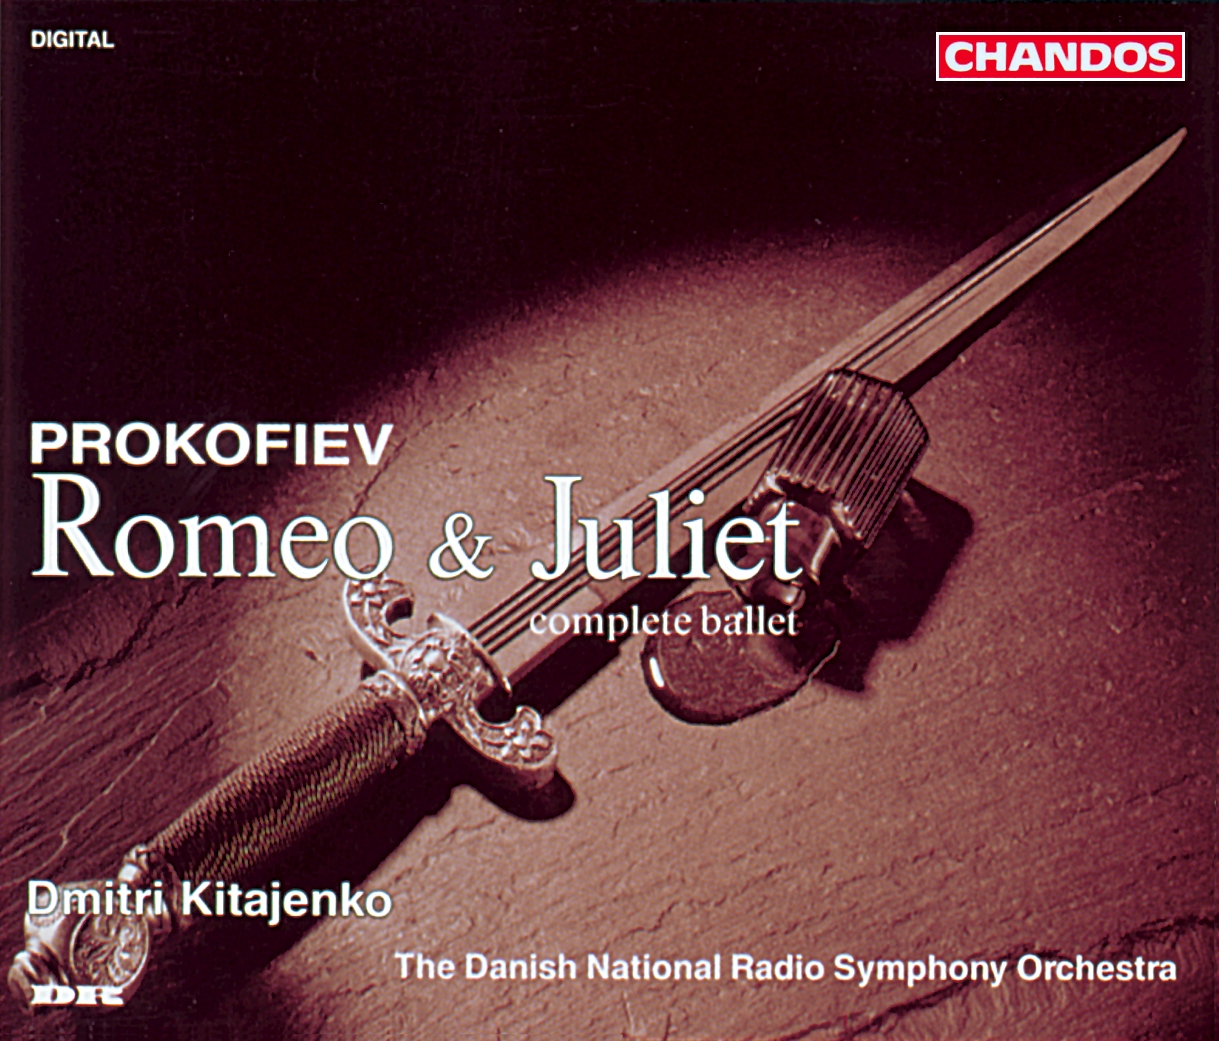 DIGITAL
CHANDOS
PROKOFIEV
Romeo & Juliet
complete ballet
Dmitri Kitajenko
The Danish National Radio Symphony Orchestra
DR